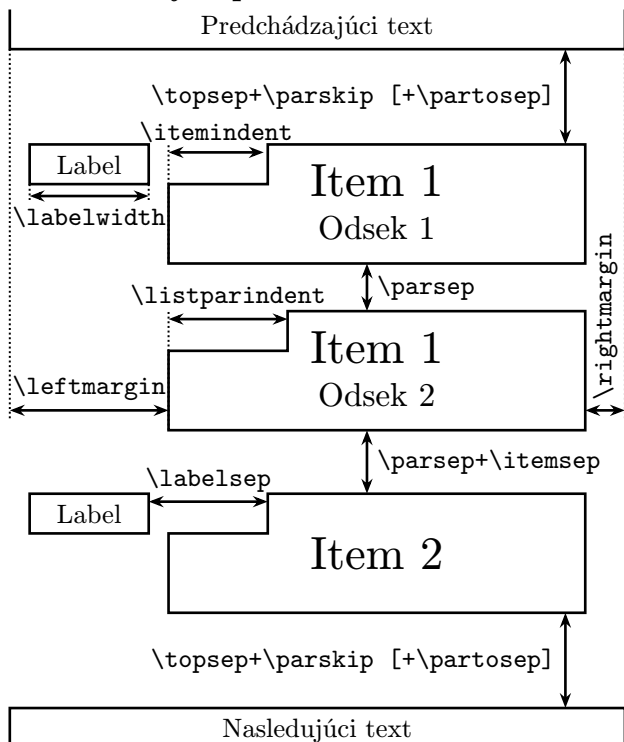 Predchádzajúci text
\topsep+\parskip [+\partosep]
\itemindent
Label
Item 1
\labelwidth
Odsek 1
\parsep
\listparindent
\rightmargin
Item 1
\leftmargin
Odsek 2
\parsep+\itemsep
\labelsep
Label
Item 2
\topsep+\parskip [+\partosep]
Nasledujúci text